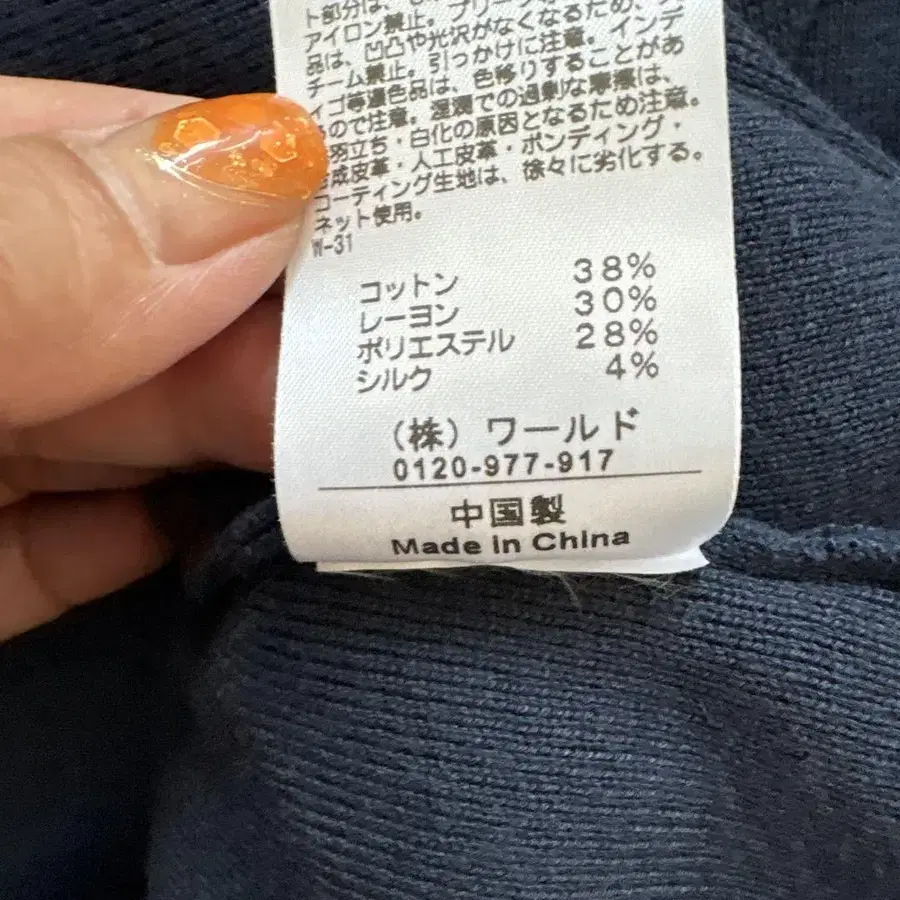 ト部分は、
アイロン禁止。プリーツ
品は、凹凸や光沢がなくなるため、
チーム禁止。引っかけに注意。インデ
ィゴ等濃色品は、色移りすることがあ
るので注意。湿潤での過剰な摩擦は、
羽立ち・白化の原因となるため注意。
成皮革・人工皮革・ボンディング・
コーティング生地は、徐々に劣化する。
ネット使用。
W-31
コットン 38%
レーヨン 30%
ポリエステル 28%
シルク 4%
(株) ワールド
0120-977-917
中国製
Made in China